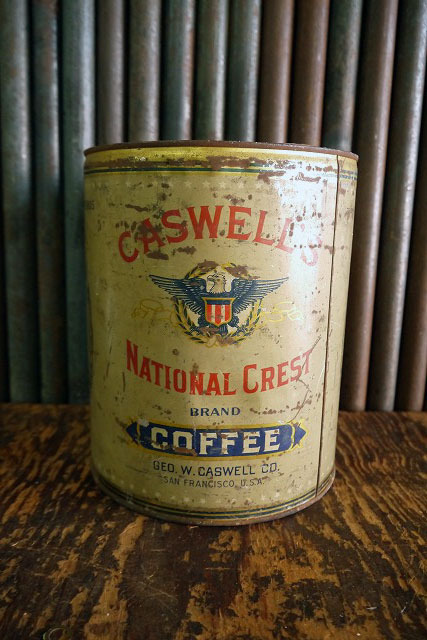 CASWELL'S
NATIONAL CREST
BRAND
COFFEE
GEO. W. CASWELL CO.
SAN FRANCISCO, U.S.A.